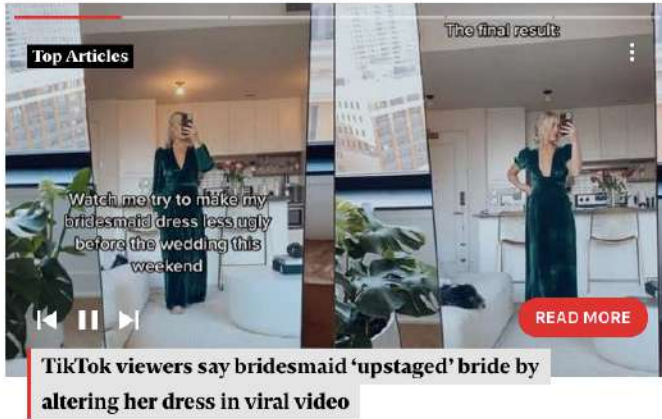 The final result:
Top Articles
Watch me try to make my
bridesmaid dress less ugly
before the wedding this
weekend
READ MORE
TikTok viewers say bridesmaid ‘upstaged’ bride by
altering her dress in viral video